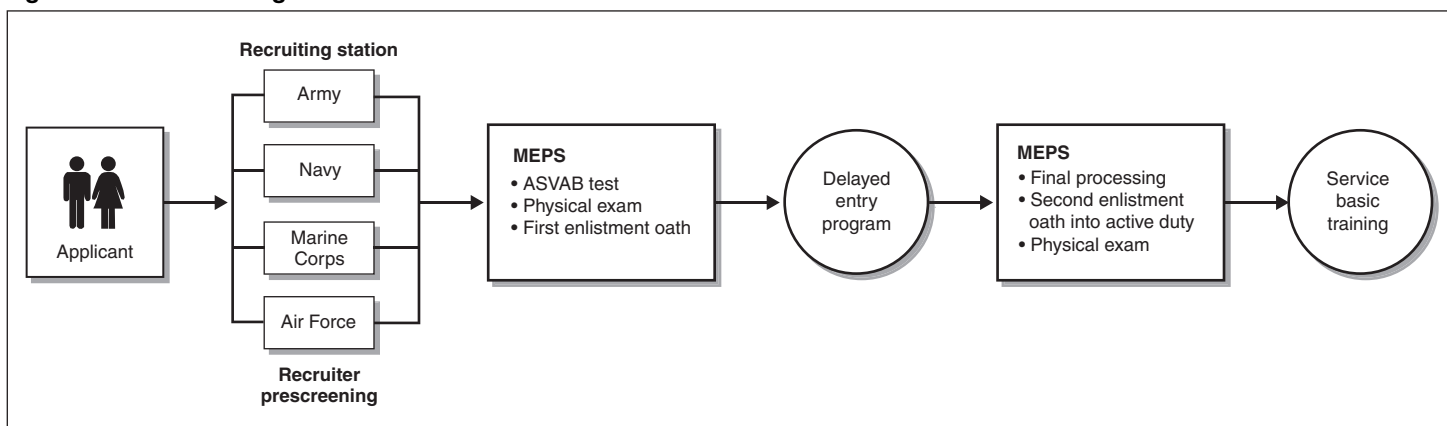 Recruiting station
Army
Navy
Marine
Corps
Air Force
Recruiter
prescreening
Applicant
MEPS
• ASVAB test
• Physical exam
• First enlistment oath
Delayed
entry
program
MEPS
• Final processing
• Second enlistment
oath into active duty
• Physical exam
Service
basic
training